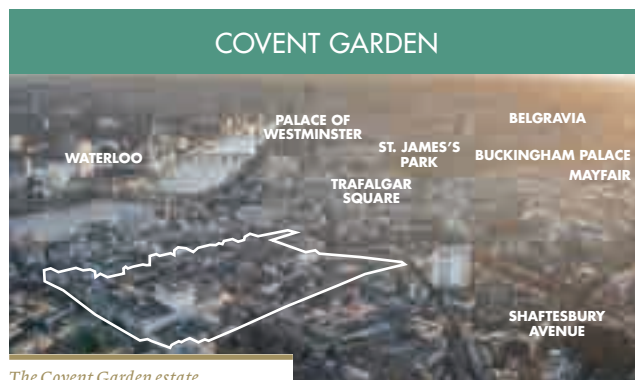 COVENT GARDEN
PALACE OF
WESTMINSTER
BELGRAVIA
WATERLOO
ST. JAMES'S
PARK
BUCKINGHAM PALACE
MAYFAIR
TRAFALGAR
SQUARE
SHAFTESBURY
AVENUE
The Covent Garden estate